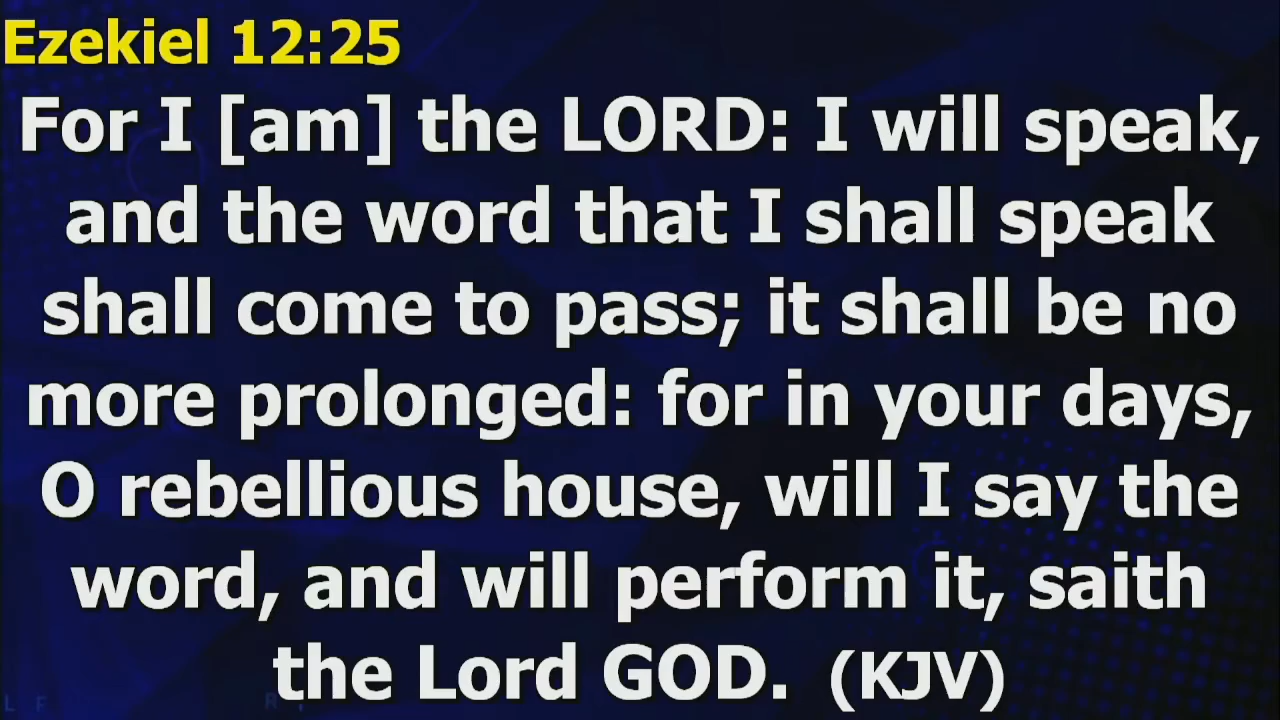 Ezekiel 12:25
For I [am] the LORD: I will speak,
and the word that I shall speak
shall come to pass; it shall be no
more prolonged: for in your days,
O rebellious house, will I say the
word, and will perform it, saith
the Lord GOD. (KJV)